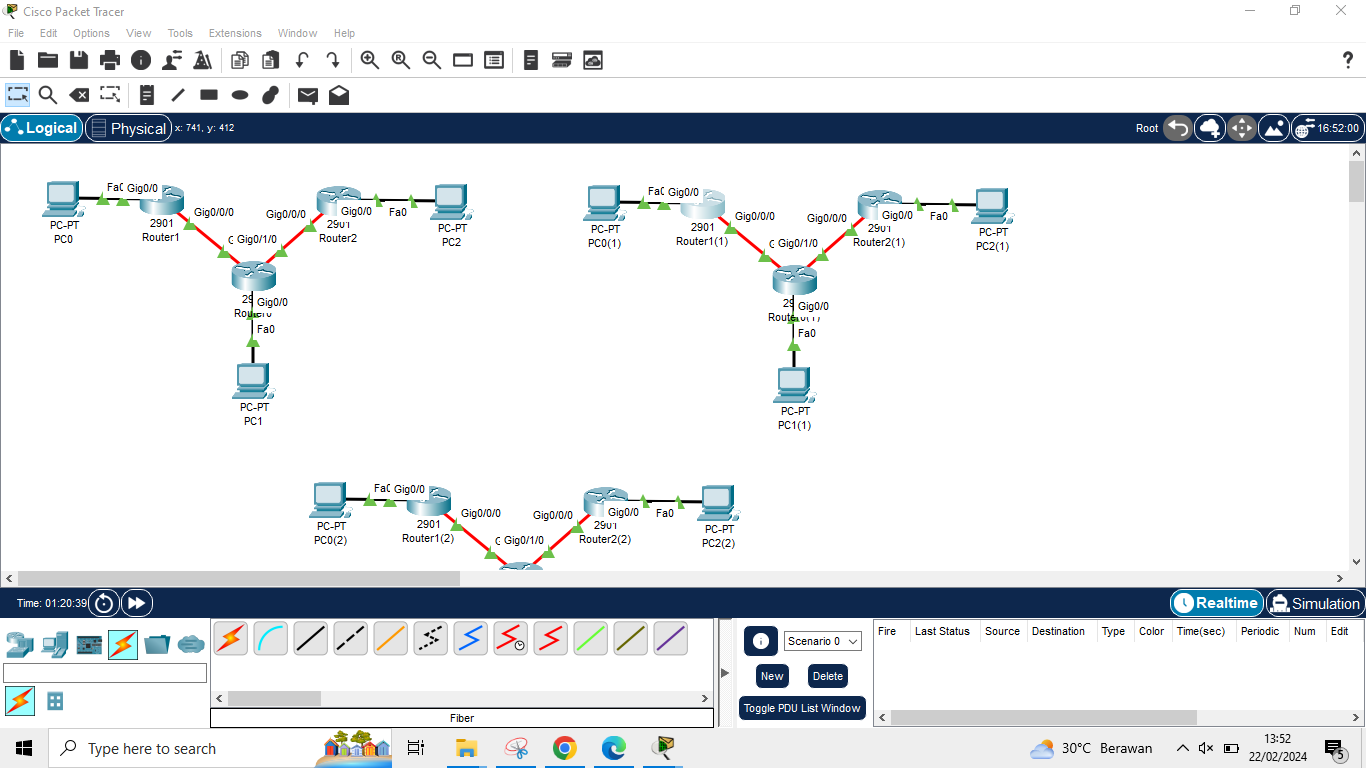 Cisco Packet Tracer
File Edit Options View Tools Extensions Window Help
Logical Physical x: 741, y: 412 Root 16:52:00
Fa0 Gig0/0
2901
Router1
PC-PT
PC0
Gig0/0/0
Gig0/0/0
Gig0/0
2901
Router2
Fa0
PC-PT
PC2
Gig0/1/0
Gig0/0
Router0
Fa0
PC-PT
PC1
Gig0/0
PC-PT
PC0(1)
2901
Router1(1)
Gig0/0/0
Gig0/0/0
Gig0/0
2901
Router2(1)
Fa0
PC-PT
PC2(1)
Gig0/1/0
Gig0/0
Router0(1)
Fa0
PC-PT
PC1(1)
Gig0/0
PC-PT
PC0(2)
2901
Router1(2)
Gig0/0/0
Gig0/0/0
Gig0/0
2901
Router2(2)
Fa0
PC-PT
PC2(2)
Gig0/1/0
Time: 01:20:39 Realtime Simulation
Scenario 0
New Delete
Toggle PDU List Window
Fire Last Status Source Destination Type Color Time(sec) Periodic Num Edit
Fiber
Type here to search
30°C Berawan
13:52
22/02/2024
5